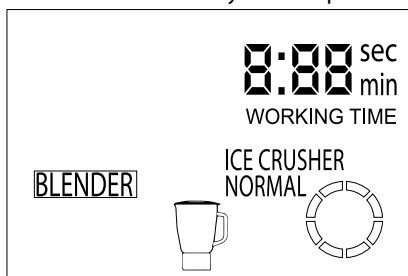 8:88 sec
min
WORKING TIME
ICE CRUSHER
BLENDER NORMAL